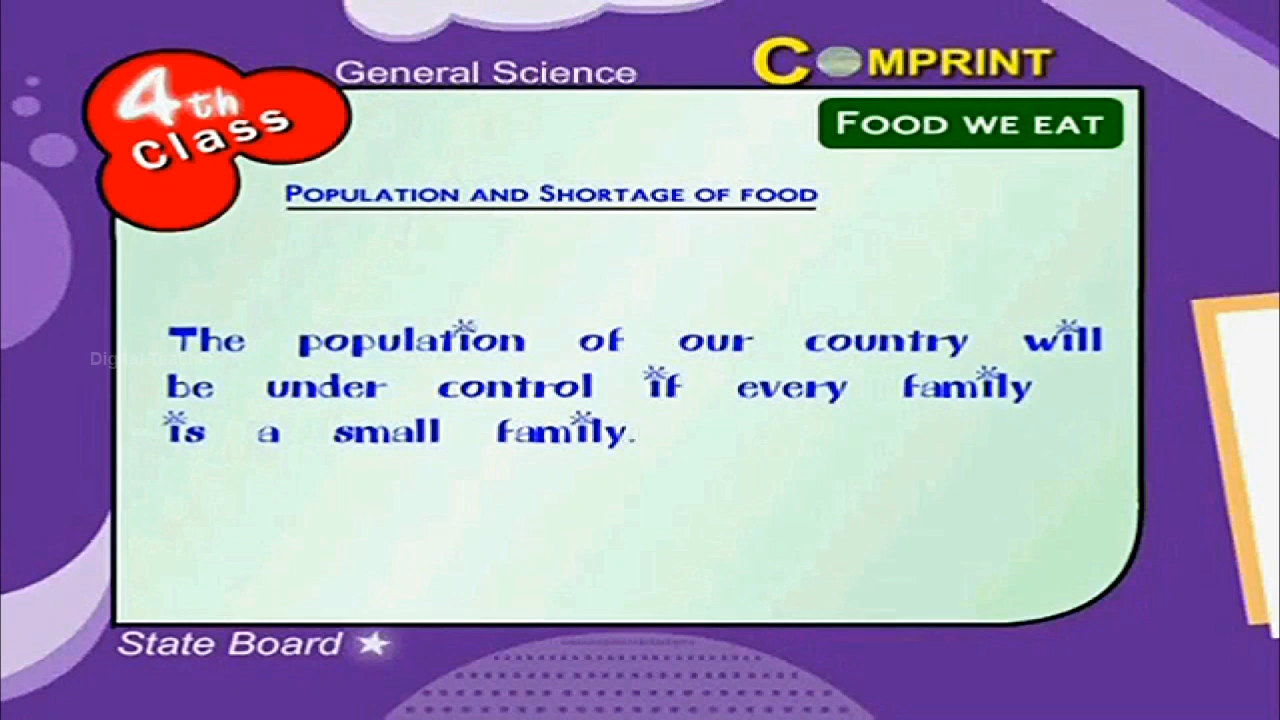 General Science
COMPRINT
4th
Class
FOOD WE EAT
POPULATION AND SHORTAGE OF FOOD
The population of our country will
be under control if every family
is a small family.
State Board